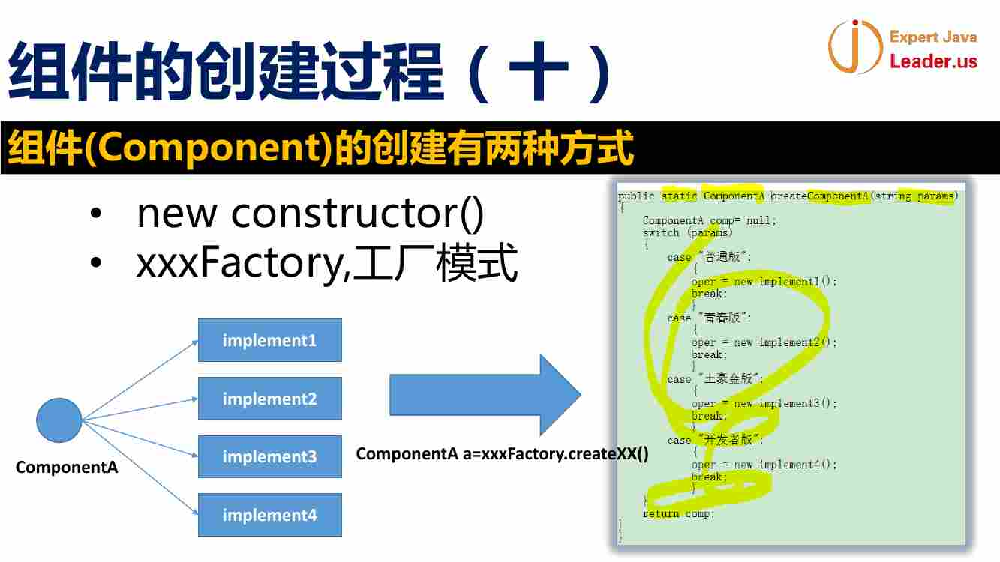 组件的创建过程（十）
Expert Java
Leader.us
组件(Component)的创建有两种方式
• new constructor()
• xxxFactory,工厂模式
implement1
implement2
implement3
implement4
ComponentA
ComponentA a=xxxFactory.createXX()
public static ComponentA createComponentA(string params)
{
ComponentA comp= null;
switch (params)
{
case "普通版":
{
oper = new implement1();
break;
}
case "青春版":
{
oper = new implement2();
break;
}
case "土豪金版":
{
oper = new implement3();
break;
}
case "开发者版":
{
oper = new implement4();
break;
}
}
return comp;
}